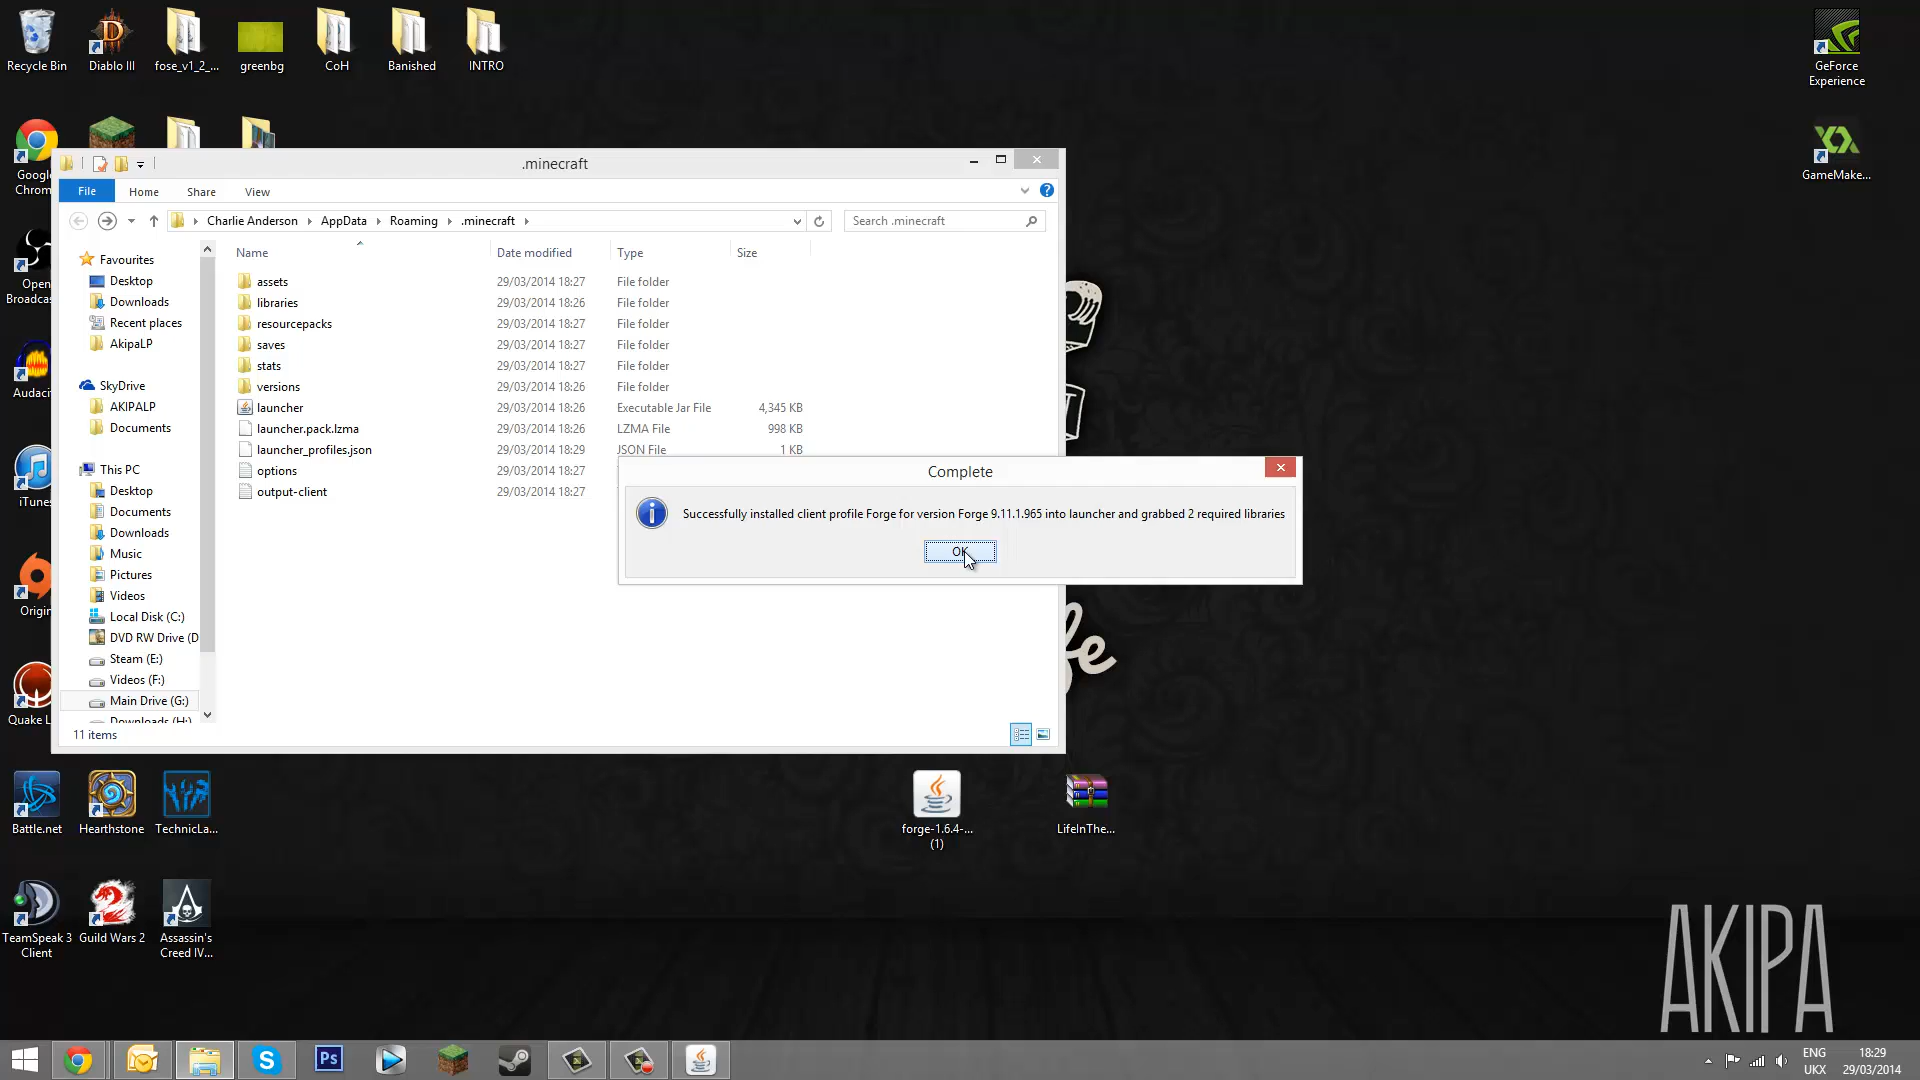 Recycle Bin
Diablo III
fose_v1_2_...
greenbg
CoH
Banished
INTRO
GeForce
Experience
GameMake...
Google
Chrom
Open
Broadcas
Audaci
iTune
Origin
Quake L
.minecraft
File
Home
Share
View
Charlie Anderson
AppData
Roaming
.minecraft
Search .minecraft
Name
Date modified
Type
Size
Favourites
Desktop
Downloads
Recent places
AkipaLP
SkyDrive
AKIPALP
Documents
This PC
Desktop
Documents
Downloads
Music
Pictures
Videos
Local Disk (C:)
DVD RW Drive (D
Steam (E:)
Videos (F:)
Main Drive (G:)
Downloads (H:)
assets 29/03/2014 18:27 File folder
libraries 29/03/2014 18:26 File folder
resourcepacks 29/03/2014 18:27 File folder
saves 29/03/2014 18:27 File folder
stats 29/03/2014 18:27 File folder
versions 29/03/2014 18:26 File folder
launcher 29/03/2014 18:26 Executable Jar File 4,345 KB
launcher.pack.lzma 29/03/2014 18:26 LZMA File 998 KB
launcher_profiles.json 29/03/2014 18:29 JSON File 1 KB
options 29/03/2014 18:27
output-client 29/03/2014 18:27
11 items
Complete
Successfully installed client profile Forge for version Forge 9.11.1.965 into launcher and grabbed 2 required libraries
OK
Battle.net
Hearthstone
TechnicLa...
forge-1.6.4-...
(1)
LifeInThe...
TeamSpeak 3
Client
Guild Wars 2
Assassin's
Creed IV...
AKIPA
Ps
ENG
UKX
18:29
29/03/2014